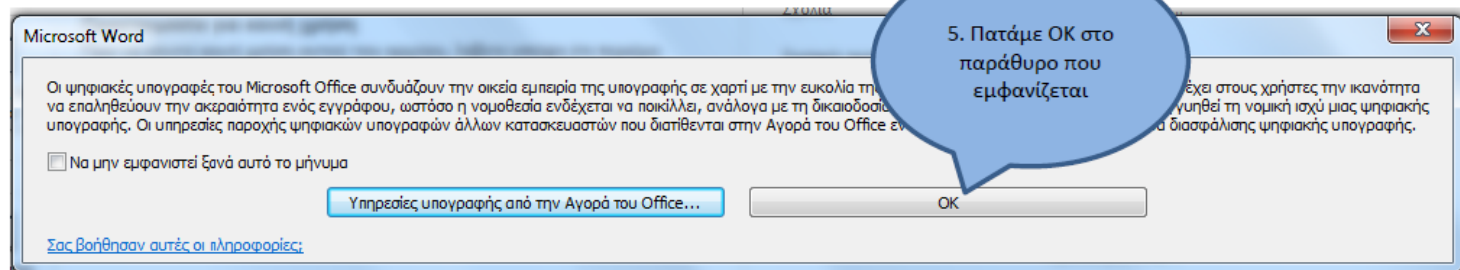 Σχόλια
Microsoft Word
5. Πατάμε OK στο
παράθυρο που
εμφανίζεται
Οι ψηφιακές υπογραφές του Microsoft Office συνδυάζουν την οικεία εμπειρία της υπογραφής σε χαρτί με την ευκολία της έχει στους χρήστες την ικανότητα
να επαληθεύουν την ακεραιότητα ενός εγγράφου, ωστόσο η νομοθεσία ενδέχεται να ποικίλλει, ανάλογα με τη δικαιοδοσί γυηθεί τη νομική ισχύ μιας ψηφιακής
υπογραφής. Οι υπηρεσίες παροχής ψηφιακών υπογραφών άλλων κατασκευαστών που διατίθενται στην Αγορά του Office εν α διασφάλισης ψηφιακής υπογραφής.
Να μην εμφανιστεί ξανά αυτό το μήνυμα
Υπηρεσίες υπογραφής από την Αγορά του Office...
OK
Σας βοήθησαν αυτές οι πληροφορίες;